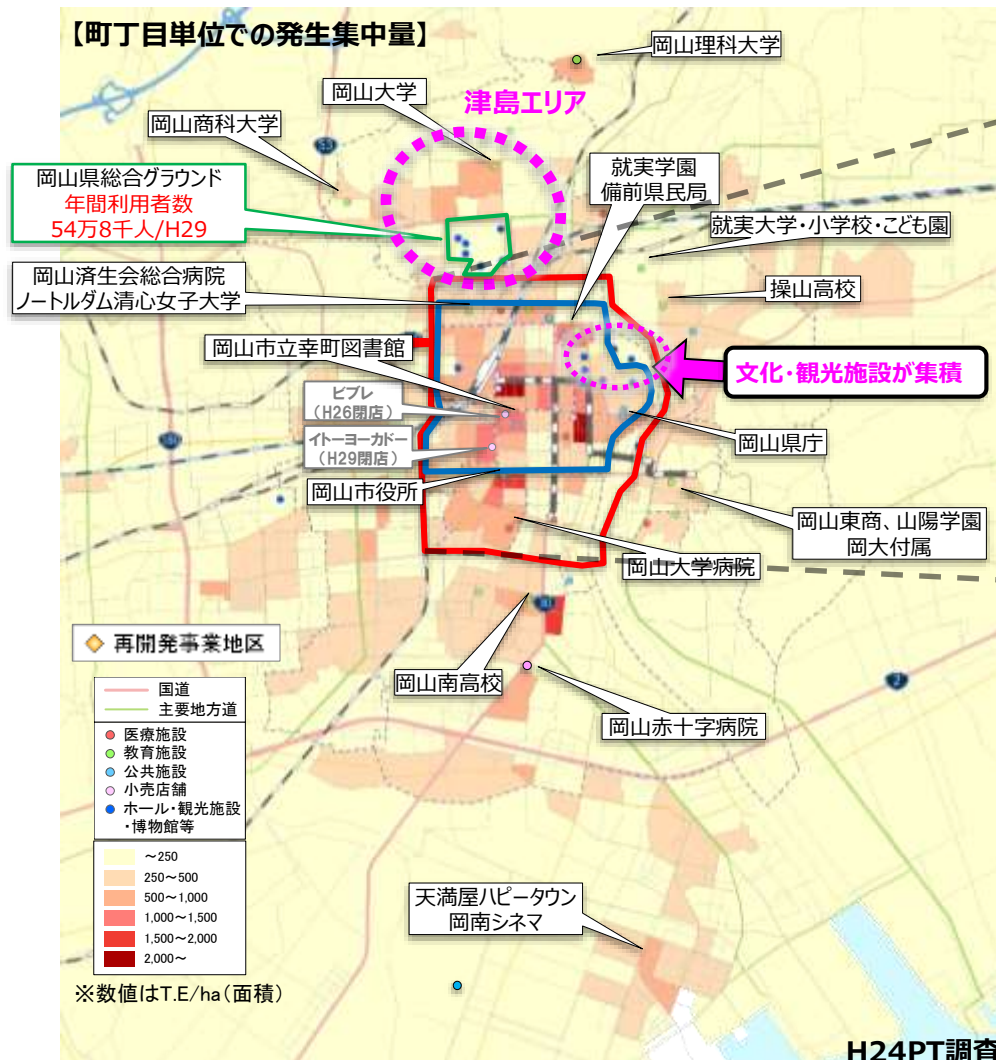 【町丁目単位での発生集中量】
岡山理科大学
岡山大学
津島エリア
岡山商科大学
53
岡山県総合グラウンド
年間利用者数
54万8千人/H29
就実学園
備前県民局
就実大学・小学校・こども園
岡山済生会総合病院
ノートルダム清心女子大学
操山高校
岡山市立幸町図書館
文化・観光施設が集積
ビブレ
（H26閉店）
イトーヨーカドー
（H29閉店）
岡山県庁
岡山市役所
岡山東商、山陽学園
岡大付属
岡山大学病院
再開発事業地区
岡山南高校
2
岡山赤十字病院
国道
主要地方道
医療施設
教育施設
公共施設
小売店舗
ホール・観光施設
・博物館等
～250
250～500
500～1,000
1,000～1,500
1,500～2,000
2,000～
天満屋ハピータウン
岡南シネマ
※数値はT.E/ha(面積)
H24PT調査